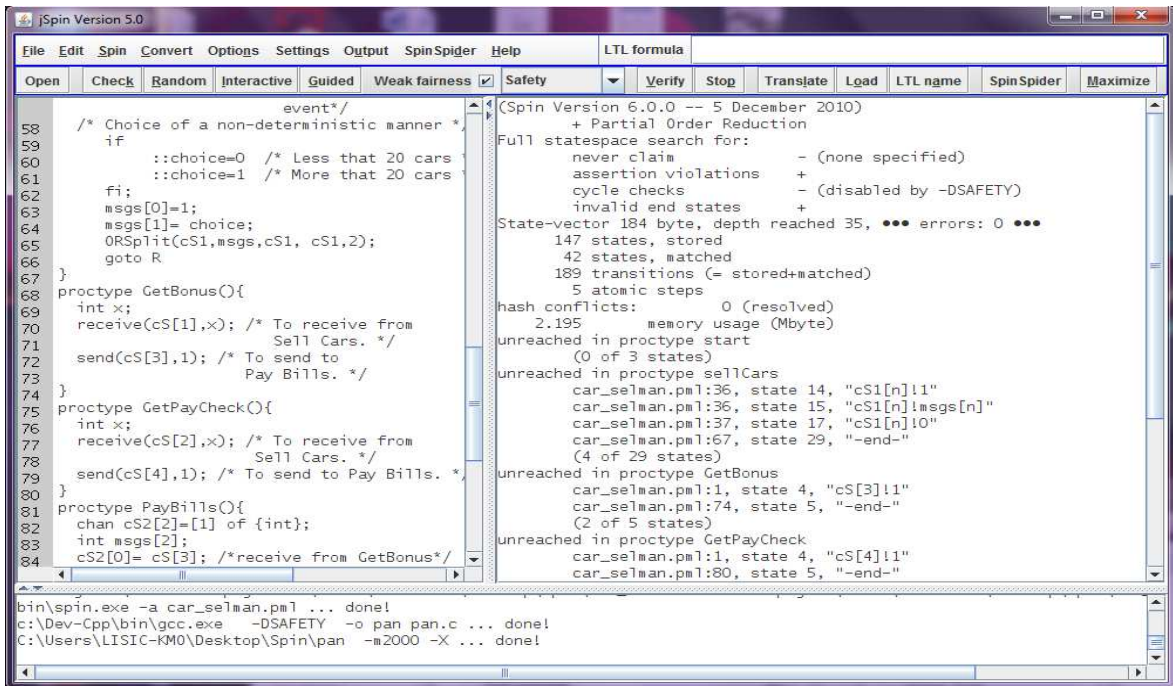 jSpin Version 5.0
File Edit Spin Convert Options Settings Output SpinSpider Help LTL formula
Open Check Random Interactive Guided Weak fairness Safety Verify Stop Translate Load LTL name SpinSpider Maximize
event*/
58
59 /* Choice of a non-deterministic manner *
60 if
61 ::choice=0 /* Less that 20 cars
62 ::choice=1 /* More that 20 cars
63 fi;
64 msgs[0]=1;
65 msgs[1]= choice;
66 ORSplit(cS1,msgs,cS1, cS1,2);
67 goto R
68 }
69 proctype GetBonus(){
70 int x;
71 receive(cS[1],x); /* To receive from
72 Sell Cars. */
73 send(cS[3],1); /* To send to
74 Pay Bills. */
75 }
76 proctype GetPayCheck(){
77 int x;
78 receive(cS[2],x); /* To receive from
79 Sell Cars. */
80 send(cS[4],1); /* To send to Pay Bills. *
81 }
82 proctype PayBills(){
83 chan cS2[2]=[1] of {int};
84 int msgs[2];
cS2[0]= cS[3]; /*receive from GetBonus*/
(Spin Version 6.0.0 -- 5 December 2010)
+ Partial Order Reduction
Full statespace search for:
never claim - (none specified)
assertion violations +
cycle checks - (disabled by -DSAFETY)
invalid end states +
State-vector 184 byte, depth reached 35, ●●● errors: 0 ●●●
147 states, stored
42 states, matched
189 transitions (= stored+matched)
5 atomic steps
hash conflicts: 0 (resolved)
2.195 memory usage (Mbyte)
unreached in proctype start
(0 of 3 states)
unreached in proctype sellCars
car_selman.pml:36, state 14, "cS1[n]!1"
car_selman.pml:36, state 15, "cS1[n]!msgs[n]"
car_selman.pml:37, state 17, "cS1[n]!0"
car_selman.pml:67, state 29, "-end-"
(4 of 29 states)
unreached in proctype GetBonus
car_selman.pml:1, state 4, "cS[3]!1"
car_selman.pml:74, state 5, "-end-"
(2 of 5 states)
unreached in proctype GetPayCheck
car_selman.pml:1, state 4, "cS[4]!1"
car_selman.pml:80, state 5, "-end-"
bin\spin.exe -a car_selman.pml ... done!
c:\Dev-Cpp\bin\gcc.exe -DSAFETY -o pan pan.c ... done!
C:\Users\LISIC-KM0\Desktop\Spin\pan -m2000 -X ... done!